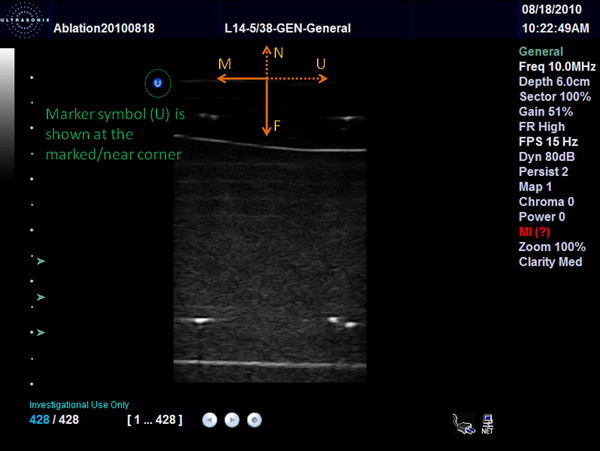 ULTRASONIX
Ablation20100818
L14-5/38-GEN-General
08/18/2010
10:22:49AM
N
M
U
F
U
Marker symbol (U) is
shown at the
marked/near corner
General
Freq 10.0MHz
Depth 6.0cm
Sector 100%
Gain 51%
FR High
FPS 15 Hz
Dyn 80dB
Persist 2
Map 1
Chroma 0
Power 0
MI (?)
Zoom 100%
Clarity Med
Investigational Use Only
428 / 428
[ 1 ... 428 ]
NET